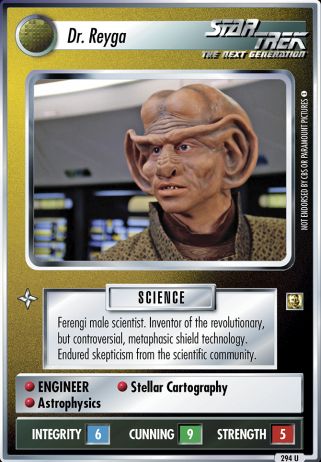 Dr. Reyga
STAR TREK
THE NEXT GENERATION
NOT ENDORSED BY CBS OR PARAMOUNT PICTURES
SCIENCE
Ferengi male scientist. Inventor of the revolutionary,
but controversial, metaphasic shield technology.
Endured skepticism from the scientific community.
ENGINEER
Stellar Cartography
Astrophysics
INTEGRITY 6 CUNNING 9 STRENGTH 5
294 U